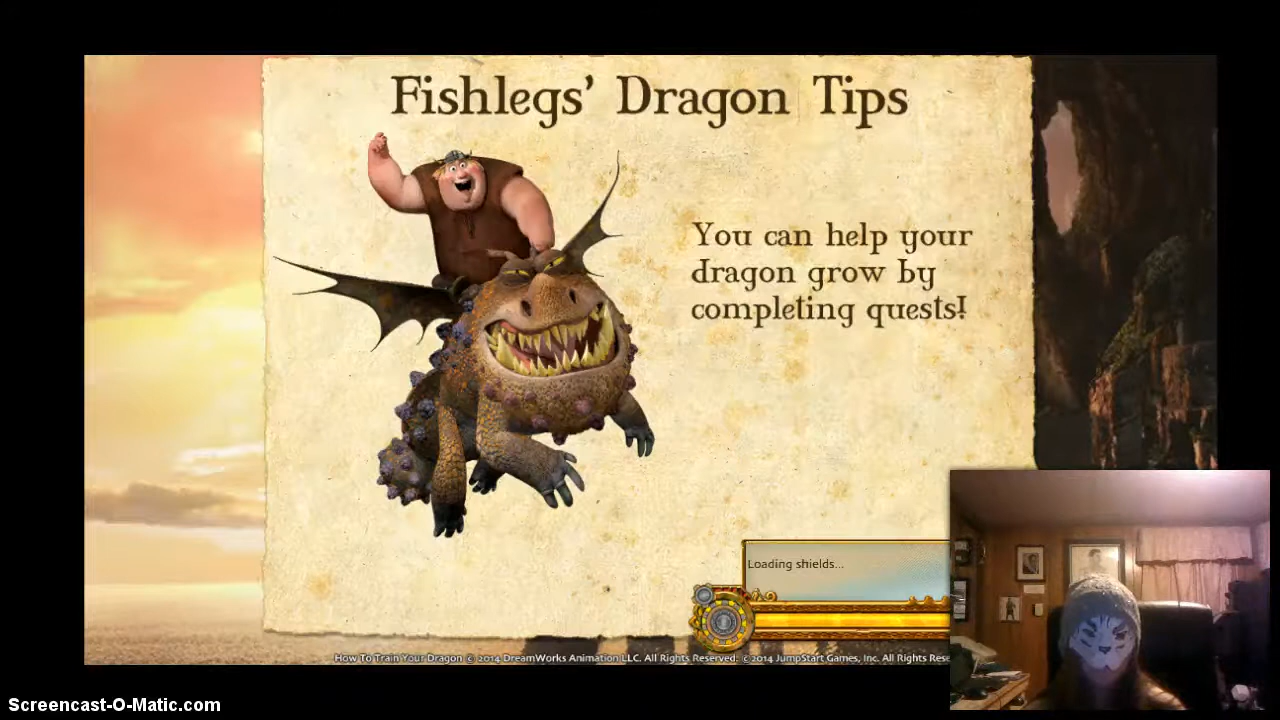 Fishlegs' Dragon Tips
You can help your
dragon grow by
completing quests!
Loading shields...
How To Train Your Dragon © 2014 DreamWorks Animation LLC. All Rights Reserved. © 2014 JumpStart Games, Inc. All Rights Rese
Screencast-O-Matic.com